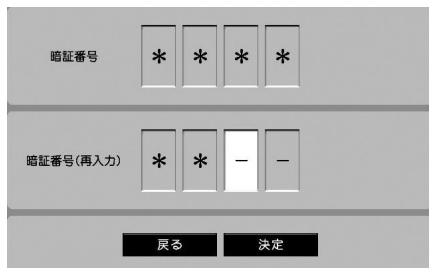 暗証番号 * * * *
暗証番号(再入力) * * - -
戻る 決定